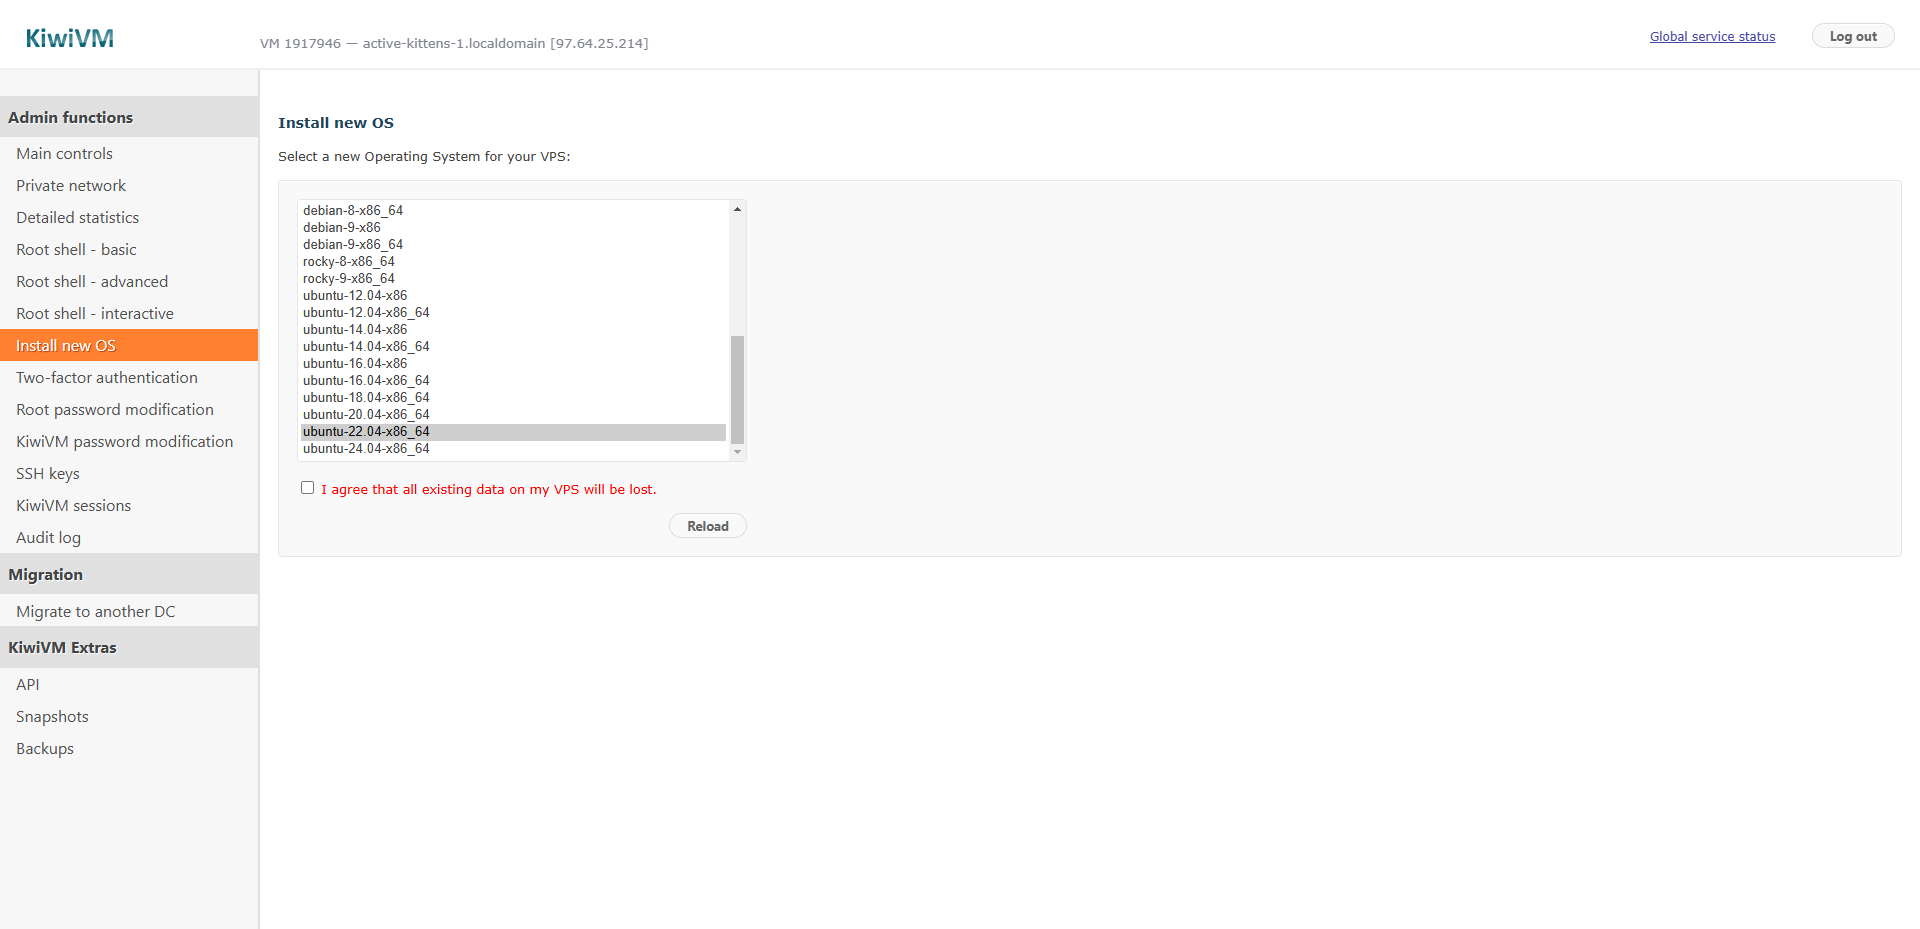 KiwiVM
VM 1917946 — active-kittens-1.localdomain [97.64.25.214]
Global service status
Log out
Admin functions
Main controls
Private network
Detailed statistics
Root shell - basic
Root shell - advanced
Root shell - interactive
Install new OS
Two-factor authentication
Root password modification
KiwiVM password modification
SSH keys
KiwiVM sessions
Audit log
Migration
Migrate to another DC
KiwiVM Extras
API
Snapshots
Backups
Install new OS
Select a new Operating System for your VPS:
debian-8-x86_64
debian-9-x86
debian-9-x86_64
rocky-8-x86_64
rocky-9-x86_64
ubuntu-12.04-x86
ubuntu-12.04-x86_64
ubuntu-14.04-x86
ubuntu-14.04-x86_64
ubuntu-16.04-x86
ubuntu-16.04-x86_64
ubuntu-18.04-x86_64
ubuntu-20.04-x86_64
ubuntu-22.04-x86_64
ubuntu-24.04-x86_64
I agree that all existing data on my VPS will be lost.
Reload